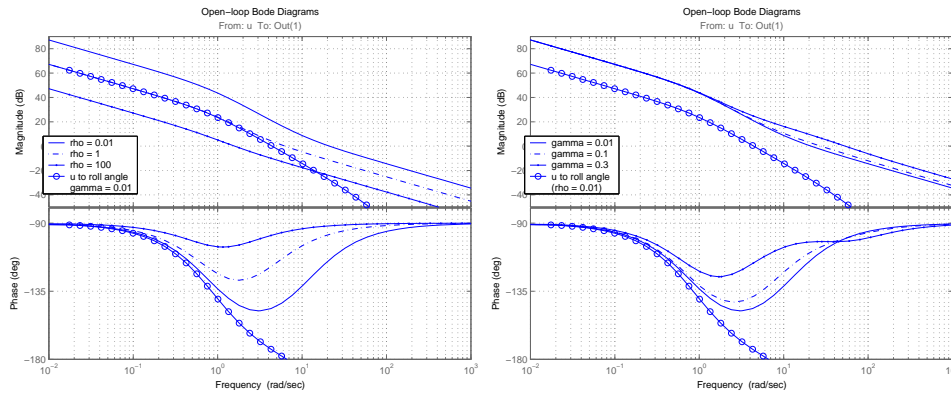 Open−loop Bode Diagrams
From: u To: Out(1)
Magnitude (dB)
80
60
40
20
0
−20
−40
rho = 0.01
rho = 1
rho = 100
u to roll angle
gamma = 0.01
Phase (deg)
−90
−135
−180
10−2
10−1
100
101
102
103
Frequency (rad/sec)
Open−loop Bode Diagrams
From: u To: Out(1)
Magnitude (dB)
80
60
40
20
0
−20
−40
gamma = 0.01
gamma = 0.1
gamma = 0.3
u to roll angle
(rho = 0.01)
Phase (deg)
−90
−135
−180
10−2
10−1
100
101
102
Frequency (rad/sec)